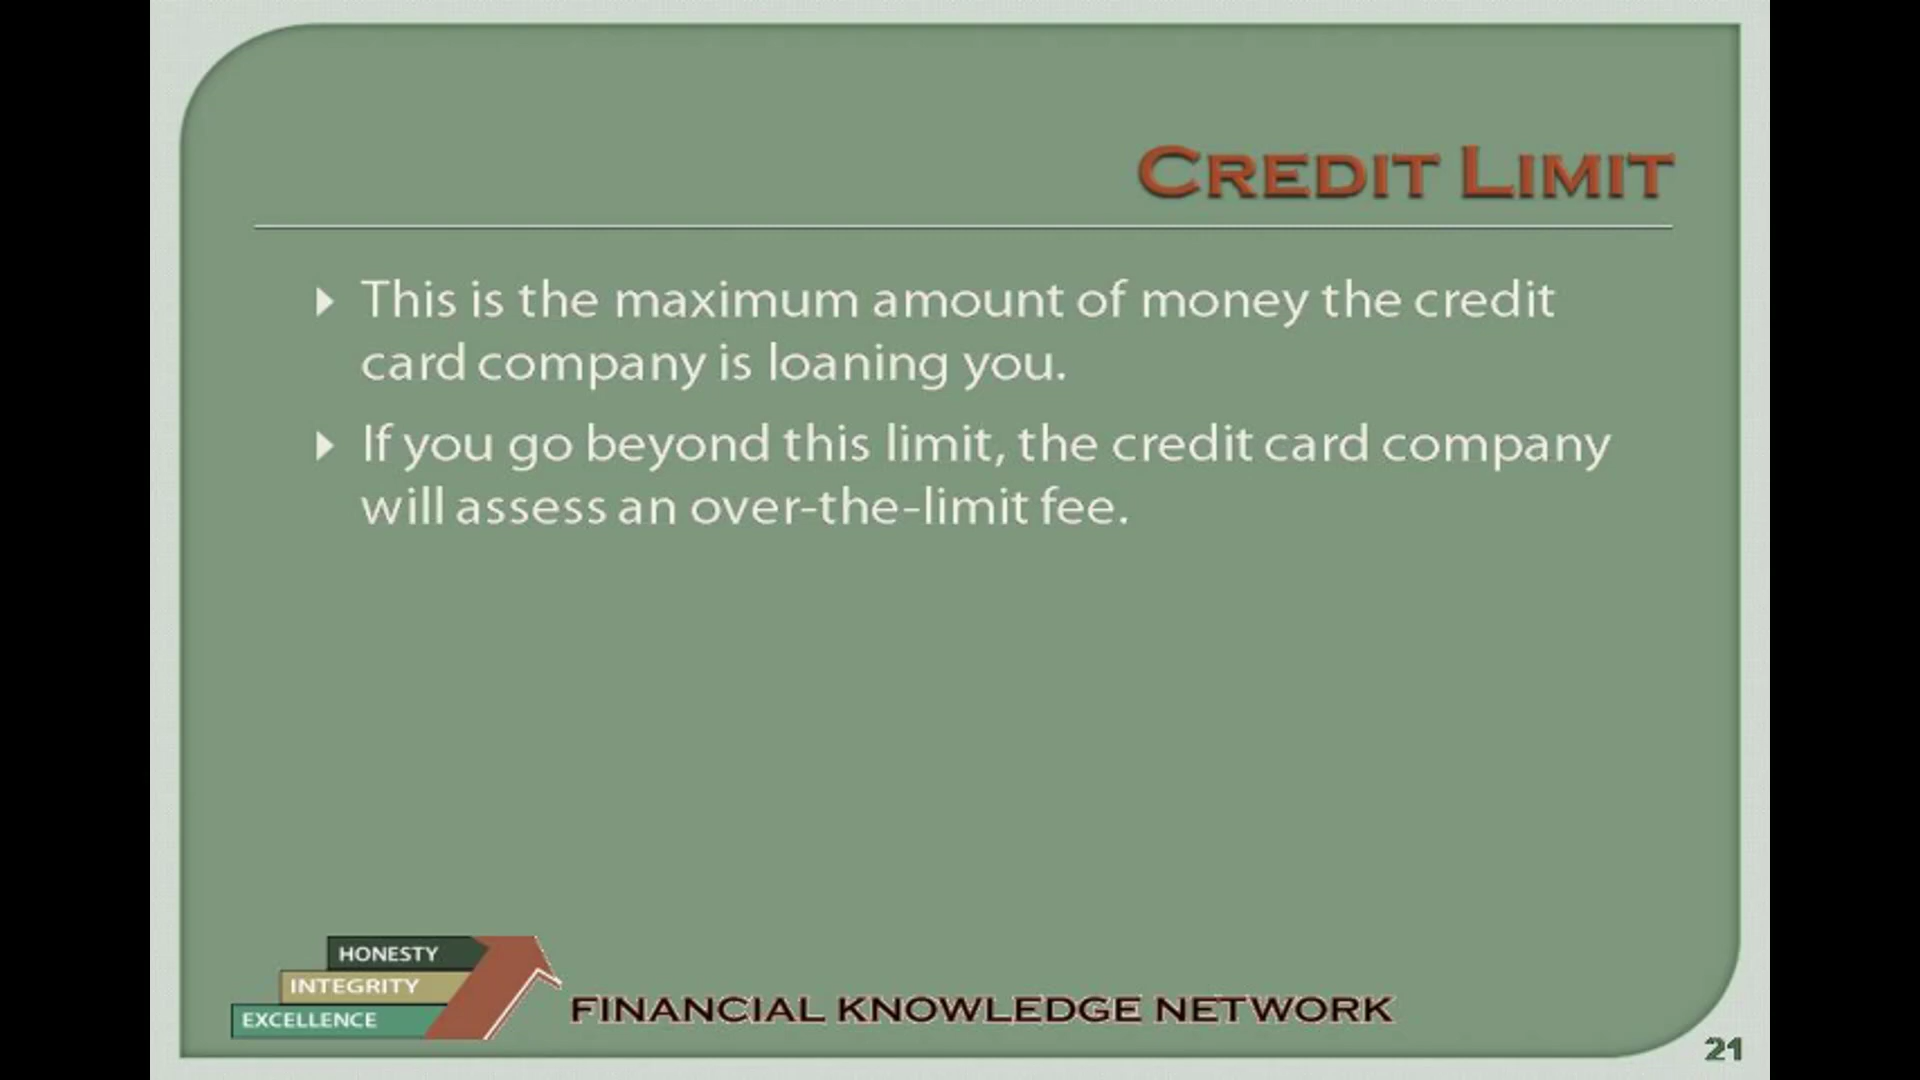 CREDIT LIMIT
This is the maximum amount of money the credit
card company is loaning you.
If you go beyond this limit, the credit card company
will assess an over-the-limit fee.
HONESTY
INTEGRITY
EXCELLENCE
FINANCIAL KNOWLEDGE NETWORK
21